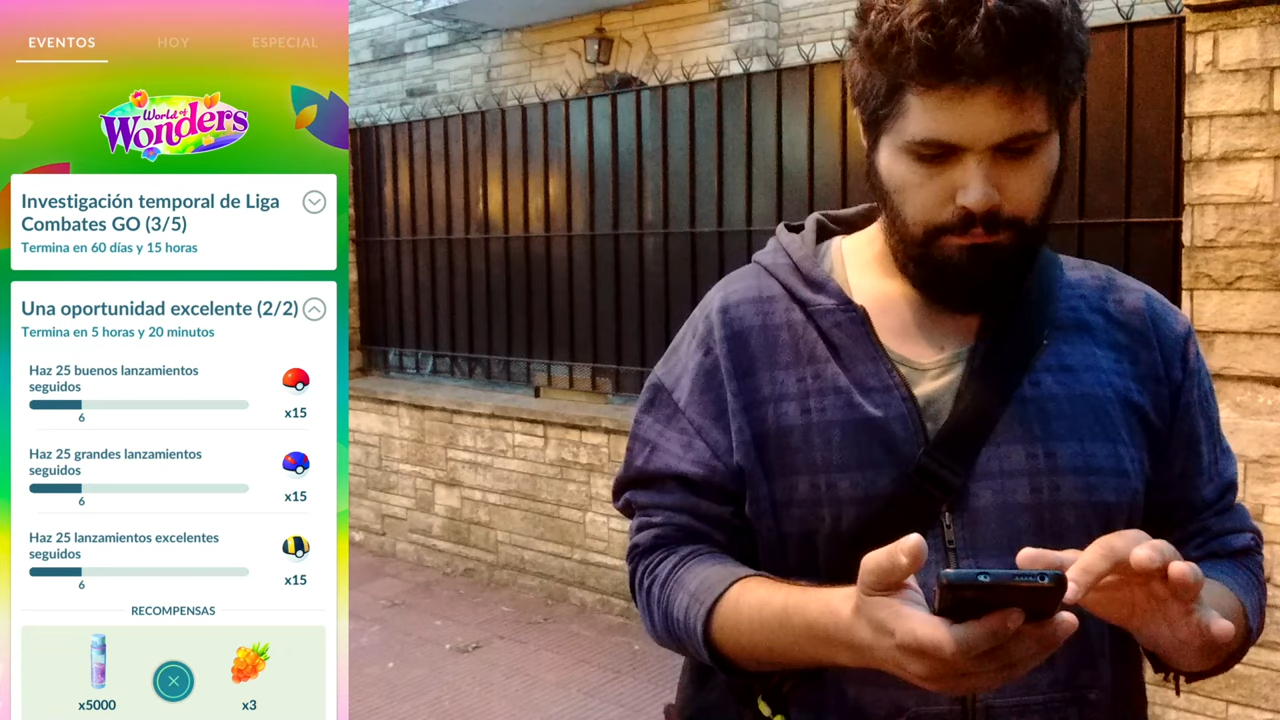 EVENTOS HOY ESPECIAL
World of
Wonders
Investigación temporal de Liga
Combates GO (3/5)
Termina en 60 días y 15 horas
Una oportunidad excelente (2/2)
Termina en 5 horas y 20 minutos
Haz 25 buenos lanzamientos
seguidos
6
x15
Haz 25 grandes lanzamientos
seguidos
6
x15
Haz 25 lanzamientos excelentes
seguidos
6
x15
RECOMPENSAS
x5000
x3